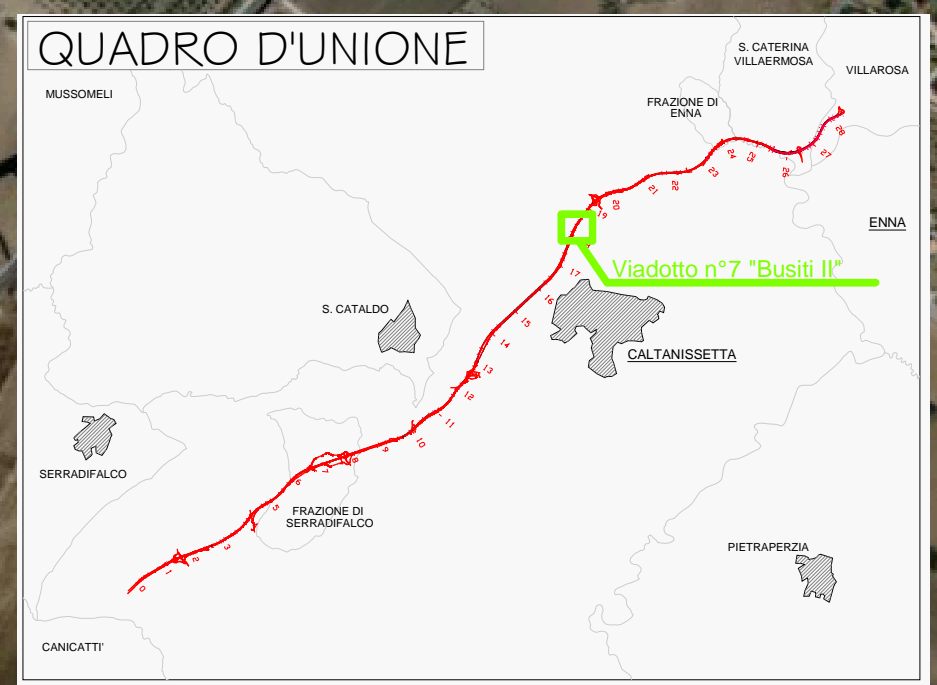 QUADRO D'UNIONE
MUSSOMELI
S. CATERINA
VILLAERMOSA
VILLAROSA
FRAZIONE DI
ENNA
ENNA
Viadotto n°7 "Busiti II"
S. CATALDO
CALTANISSETTA
SERRADIFALCO
FRAZIONE DI
SERRADIFALCO
PIETRAPERZIA
CANICATTI'
0
1
2
3
5
6
7
8
9
10
11
12
13
14
15
16
17
19
20
21
22
23
24
25
26
27
28